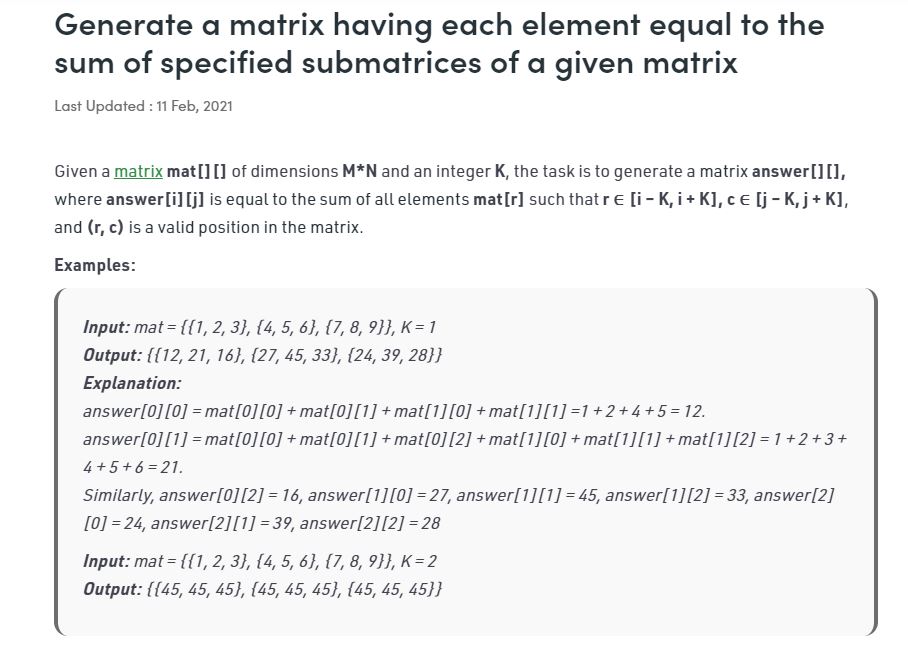 Generate a matrix having each element equal to the
sum of specified submatrices of a given matrix
Last Updated : 11 Feb, 2021
Given a matrix mat[][] of dimensions M*N and an integer K, the task is to generate a matrix answer[][],
where answer[i][j] is equal to the sum of all elements mat[r] such that r ∈ [i − K, i + K], c ∈ [j − K, j + K],
and (r, c) is a valid position in the matrix.
Examples:
Input: mat = {{1, 2, 3}, {4, 5, 6}, {7, 8, 9}}, K = 1
Output: {{12, 21, 16}, {27, 45, 33}, {24, 39, 28}}
Explanation:
answer[0][0] = mat[0][0] + mat[0][1] + mat[1][0] + mat[1][1] =1 + 2 + 4 + 5 = 12.
answer[0][1] = mat[0][0] + mat[0][1] + mat[0][2] + mat[1][0] + mat[1][1] + mat[1][2] = 1 + 2 + 3 +
4 + 5 + 6 = 21.
Similarly, answer[0][2] = 16, answer[1][0] = 27, answer[1][1] = 45, answer[1][2] = 33, answer[2]
[0] = 24, answer[2][1] = 39, answer[2][2] = 28
Input: mat = {{1, 2, 3}, {4, 5, 6}, {7, 8, 9}}, K = 2
Output: {{45, 45, 45}, {45, 45, 45}, {45, 45, 45}}